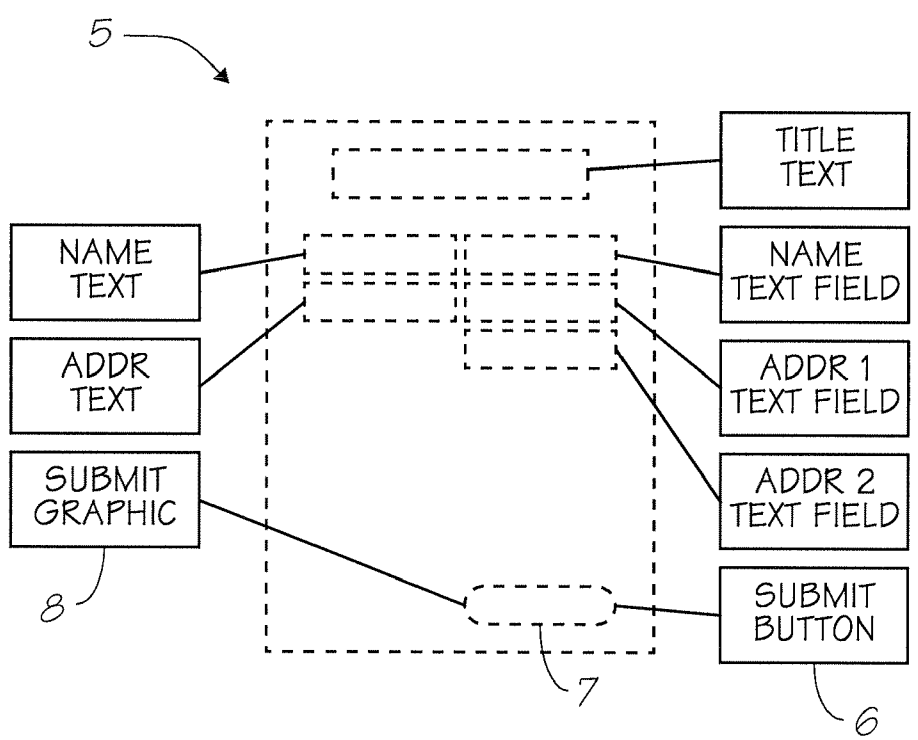 5
TITLE
TEXT
NAME
TEXT
NAME
TEXT FIELD
ADDR
TEXT
ADDR 1
TEXT FIELD
SUBMIT
GRAPHIC
ADDR 2
TEXT FIELD
8
SUBMIT
BUTTON
7
6